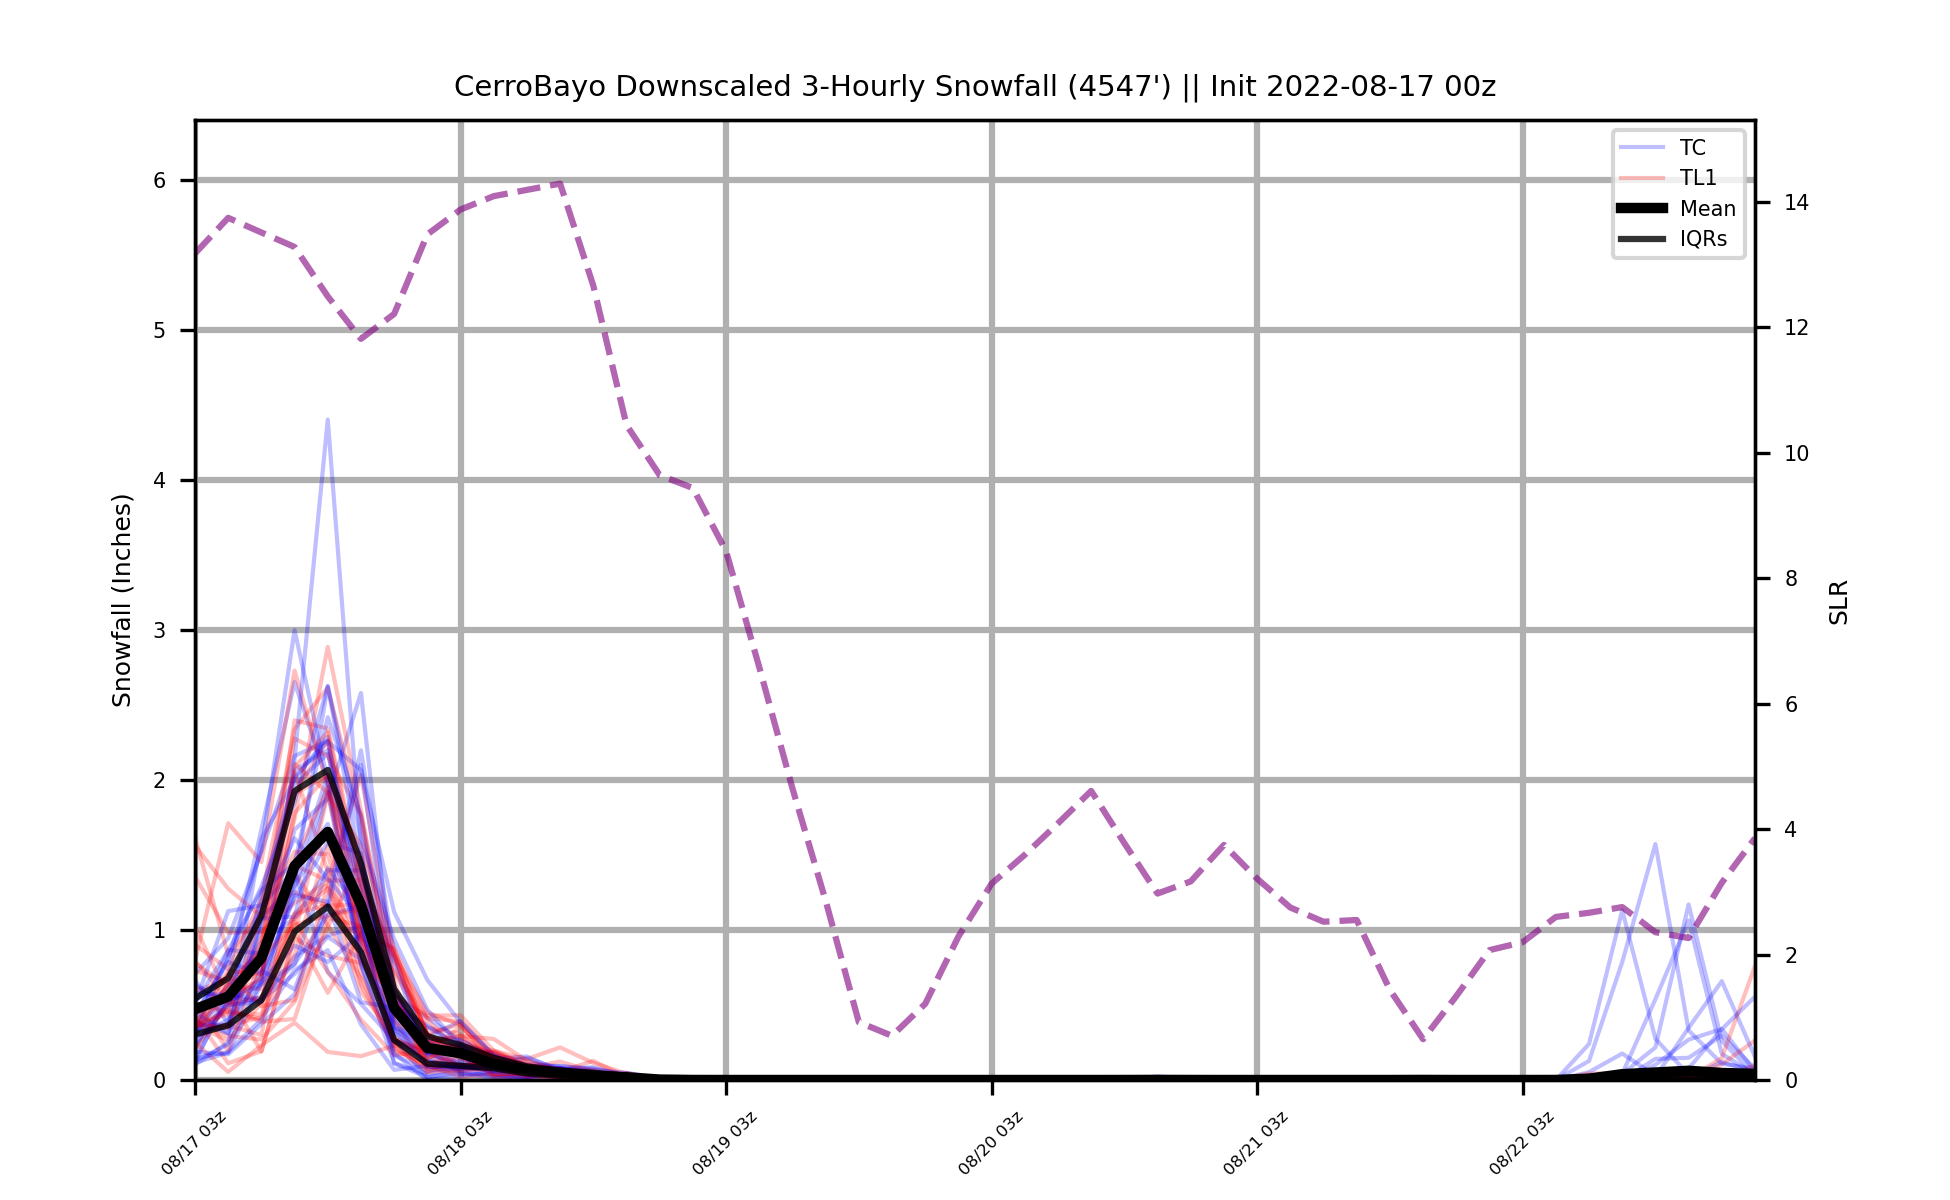 CerroBayo Downscaled 3-Hourly Snowfall (4547') || Init 2022-08-17 00z
TC
TL1
Mean
IQRs
Snowfall (Inches)
6
5
4
3
2
1
0
14
12
10
8
6
4
2
0
SLR
08/17 03z
08/18 03z
08/19 03z
08/20 03z
08/21 03z
08/22 03z